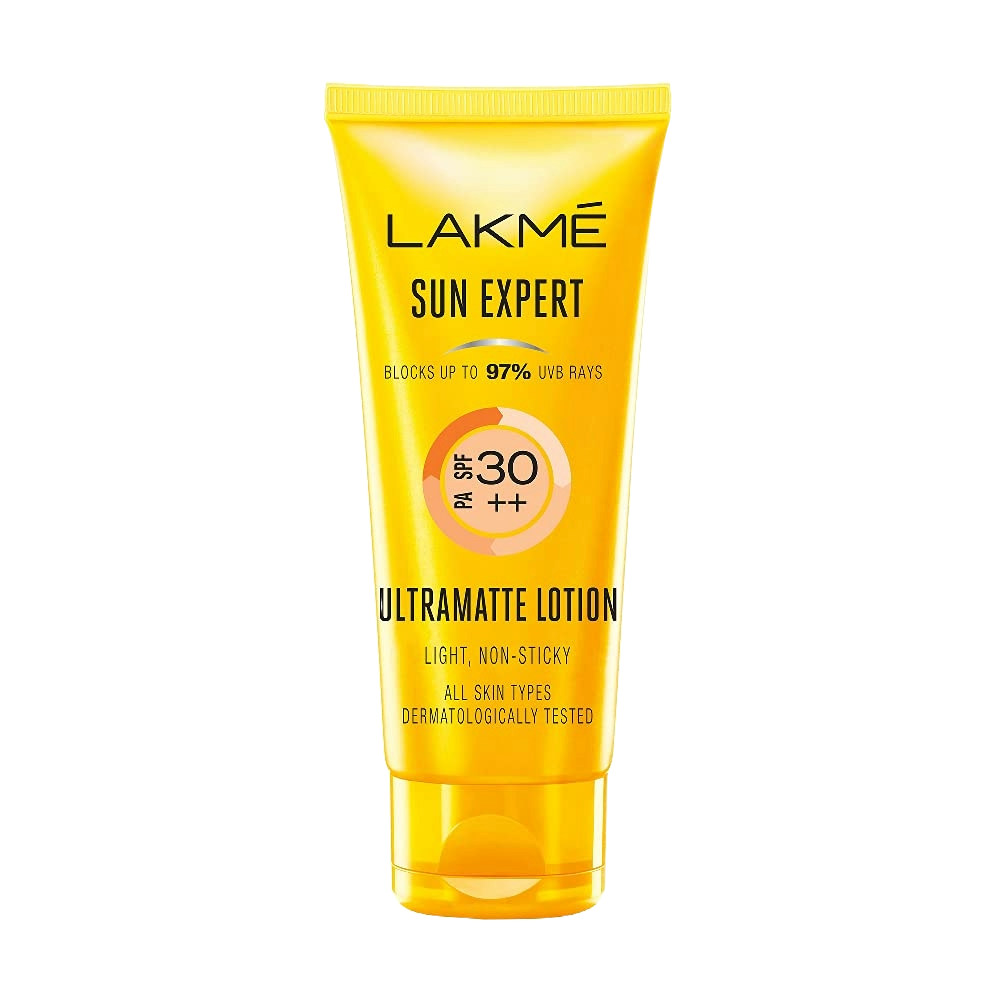 LAKMÉ
SUN EXPERT
BLOCKS UP TO 97% UVB RAYS
SPF 30
PA ++
ULTRAMATTE LOTION
LIGHT, NON-STICKY
ALL SKIN TYPES
DERMATOLOGICALLY TESTED